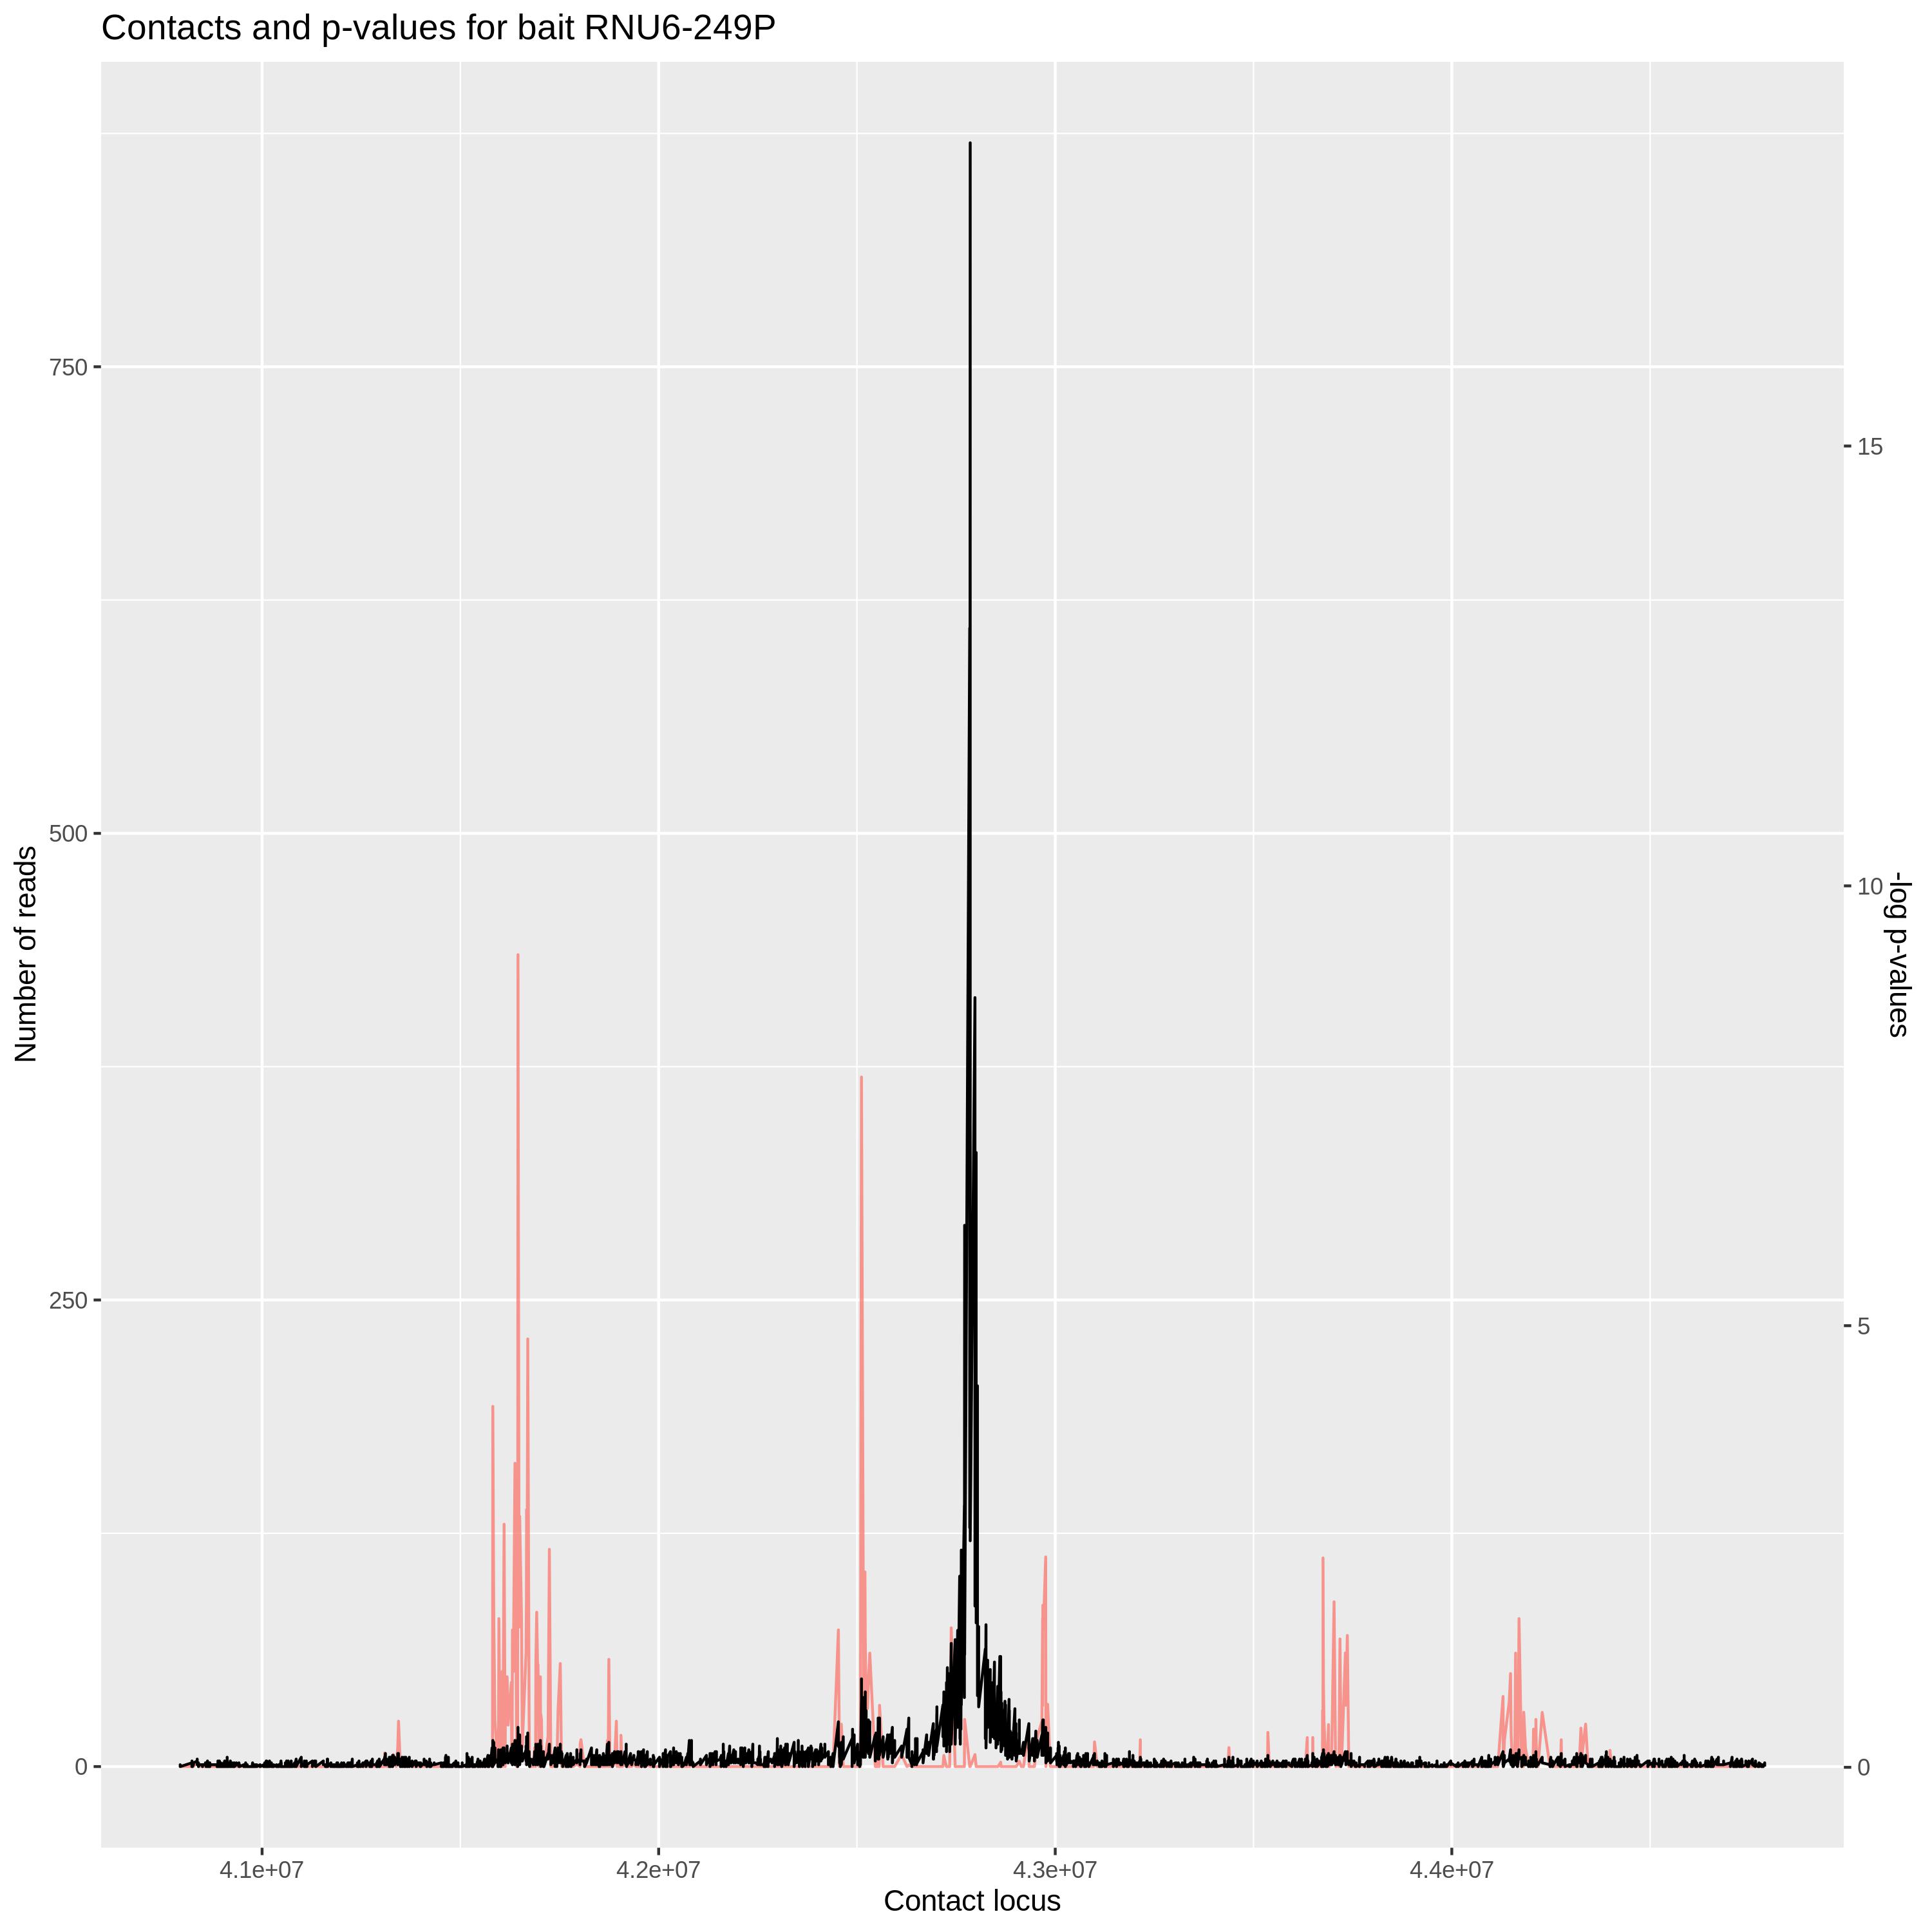 Contacts and p-values for bait RNU6-249P
750
500
250
0
Number of reads
15
10
5
0
-log p-values
4.1e+07
4.2e+07
4.3e+07
4.4e+07
Contact locus